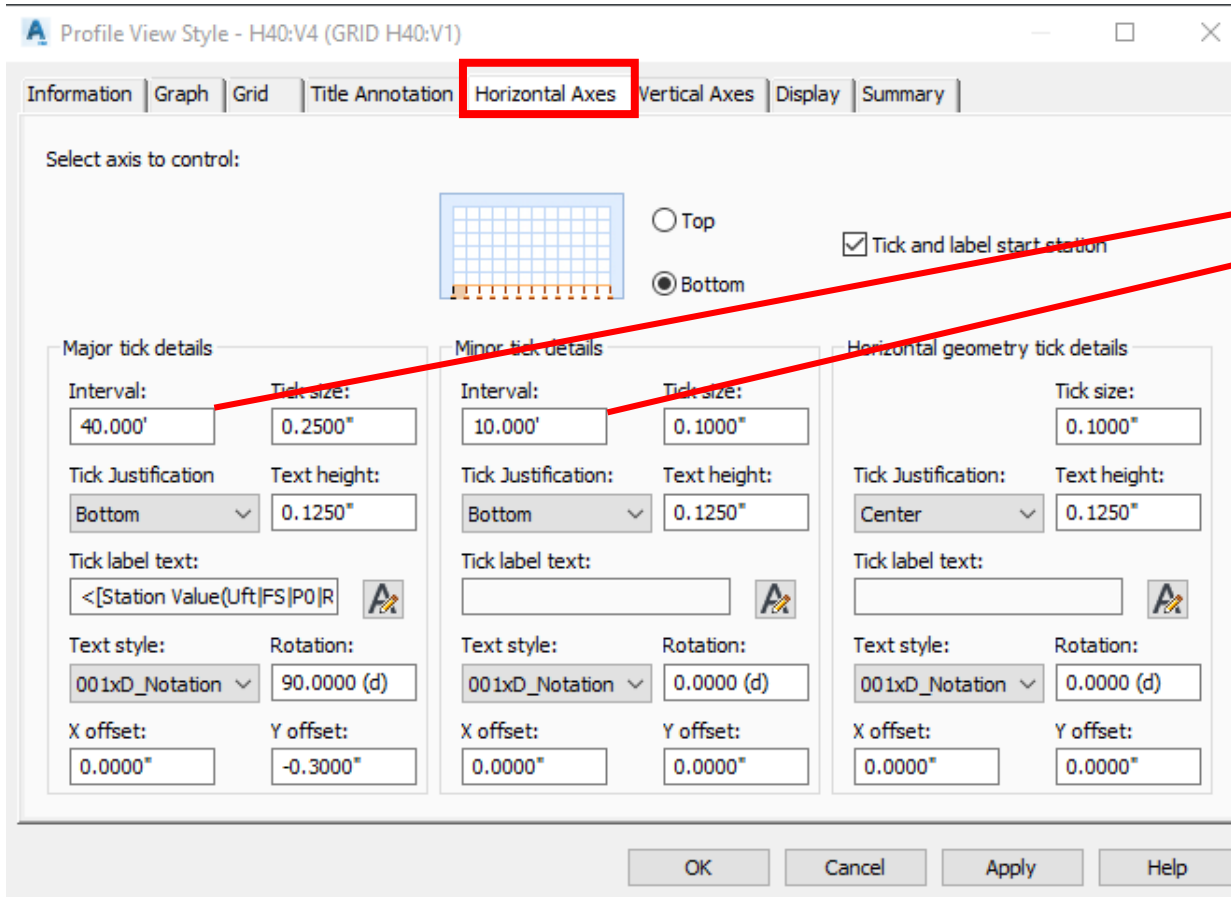 Profile View Style - H40:V4 (GRID H40:V1)
Information Graph Grid Title Annotation Horizontal Axes Vertical Axes Display Summary
Select axis to control:
Top
Tick and label start station
Bottom
Major tick details
Interval: Tick size:
40.000' 0.2500"
Tick Justification Text height:
Bottom 0.1250"
Tick label text:
<[Station Value(Uft|FS|P0|R
Text style: Rotation:
001xD_Notation 90.0000 (d)
X offset: Y offset:
0.0000" -0.3000"
Minor tick details
Interval: Tick size:
10.000' 0.1000"
Tick Justification: Text height:
Bottom 0.1250"
Tick label text:
Text style: Rotation:
001xD_Notation 0.0000 (d)
X offset: Y offset:
0.0000" 0.0000"
Horizontal geometry tick details
Tick size:
0.1000"
Tick Justification: Text height:
Center 0.1250"
Tick label text:
Text style: Rotation:
001xD_Notation 0.0000 (d)
X offset: Y offset:
0.0000" 0.0000"
OK Cancel Apply Help